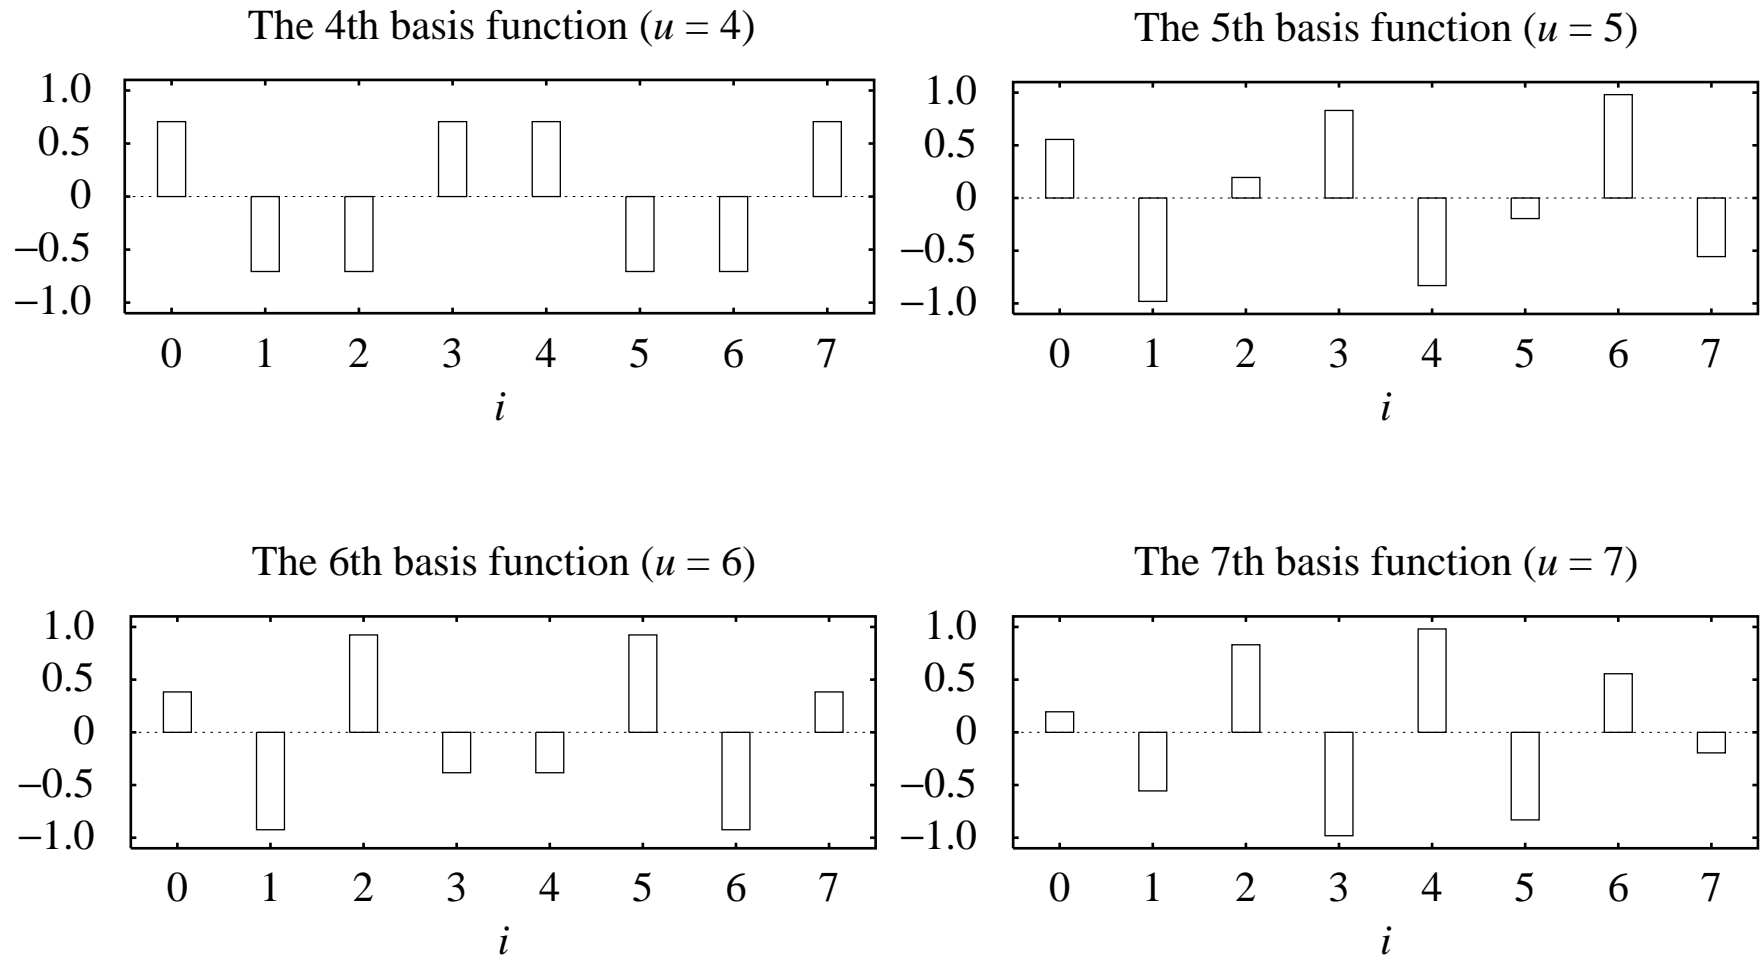 The 4th basis function (u = 4)
1.0
0.5
0
–0.5
–1.0
0 1 2 3 4 5 6 7
i
The 5th basis function (u = 5)
1.0
0.5
0
–0.5
–1.0
0 1 2 3 4 5 6 7
i
The 6th basis function (u = 6)
1.0
0.5
0
–0.5
–1.0
0 1 2 3 4 5 6 7
i
The 7th basis function (u = 7)
1.0
0.5
0
–0.5
–1.0
0 1 2 3 4 5 6 7
i